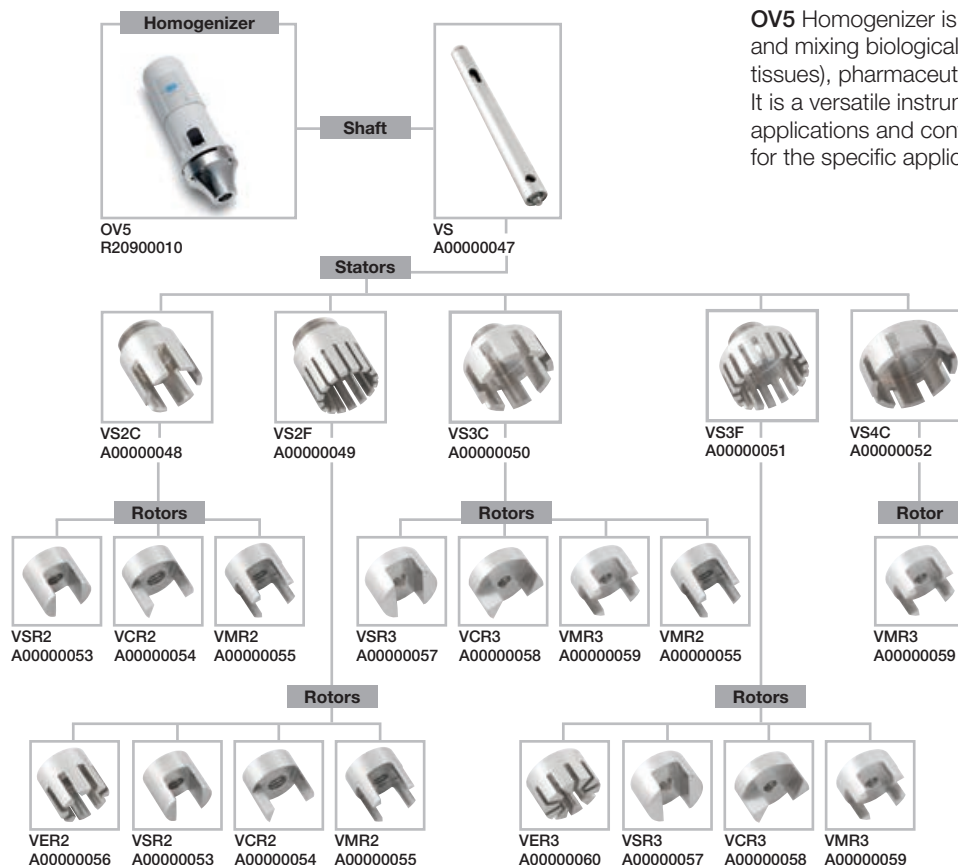 Homogenizer
OV5 Homogenizer is
and mixing biological
tissues), pharmaceut
It is a versatile instrum
applications and con
for the specific applic
Shaft
OV5
R20900010
VS
A00000047
Stators
VS2C
A00000048
VS2F
A00000049
VS3C
A00000050
VS3F
A00000051
VS4C
A00000052
Rotors
Rotors
Rotor
VSR2
A00000053
VCR2
A00000054
VMR2
A00000055
VSR3
A00000057
VCR3
A00000058
VMR3
A00000059
VMR2
A00000055
VMR3
A00000059
Rotors
Rotors
VER2
A00000056
VSR2
A00000053
VCR2
A00000054
VMR2
A00000055
VER3
A00000060
VSR3
A00000057
VCR3
A00000058
VMR3
A00000059